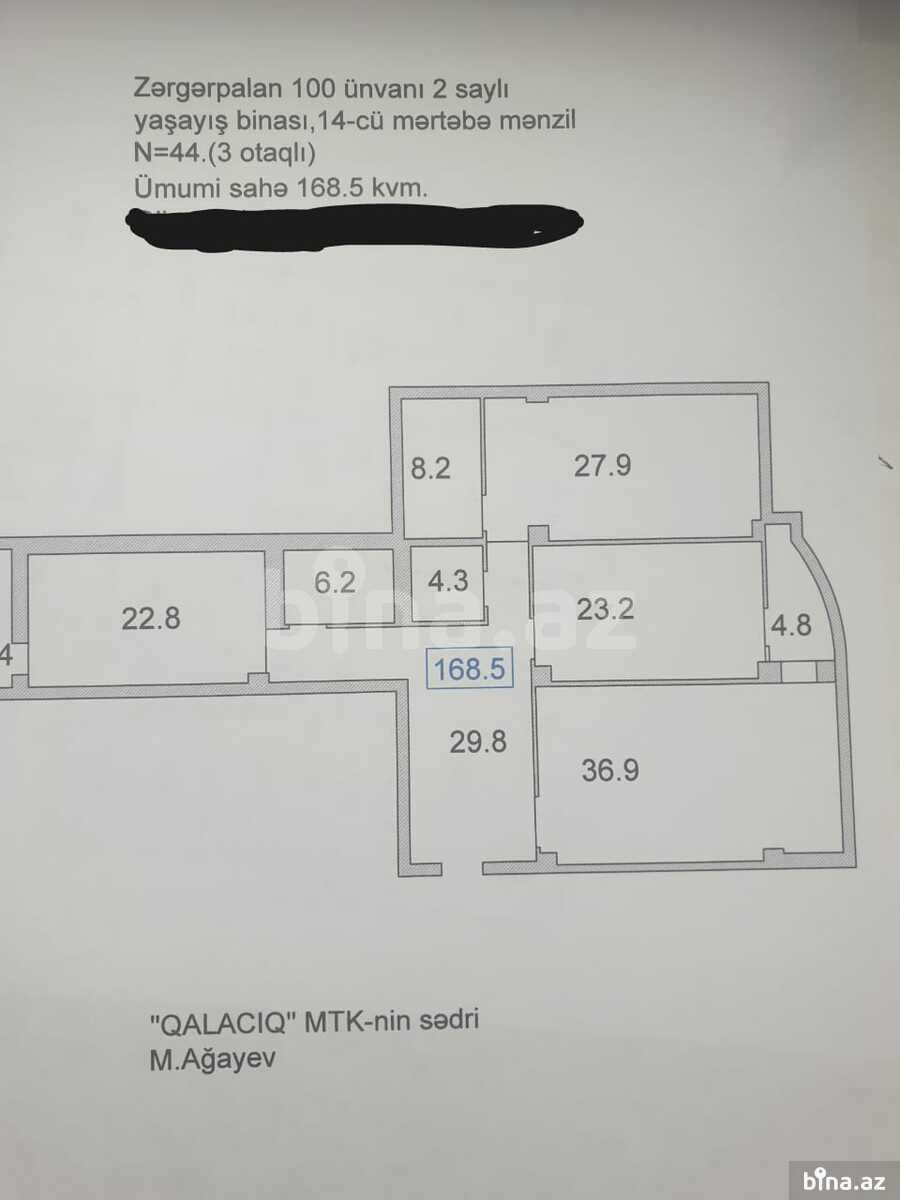 Zərgərpalan 100 ünvanı 2 saylı
yaşayış binası,14-cü mərtəbə mənzil
N=44.(3 otaqlı)
Ümumi sahə 168.5 kvm.
8.2
27.9
22.8
6.2
4.3
23.2
4.8
4
168.5
29.8
36.9
bina.az
"QALACIQ" MTK-nin sədri
M.Ağayev
bina.az